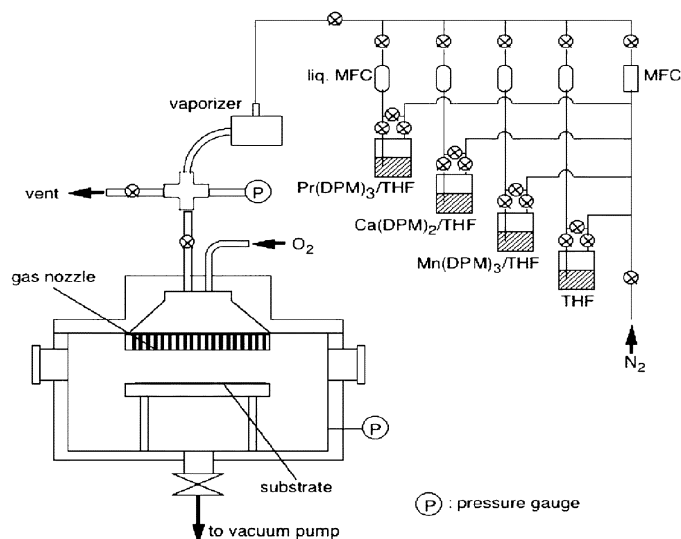 liq. MFC
MFC
vaporizer
vent
P
Pr(DPM)3/THF
Ca(DPM)2/THF
O2
Mn(DPM)3/THF
gas nozzle
THF
N2
P
substrate
P : pressure gauge
to vacuum pump